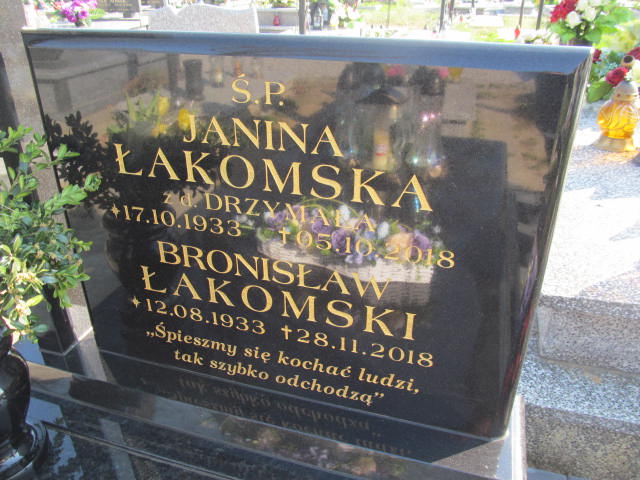 Ś.P.
JANINA
ŁAKOMSKA
z d. DRZYMAŁA
*17.10.1933 †05.10.2018
BRONISŁAW
ŁAKOMSKI
*12.08.1933 †28.11.2018
„Śpieszmy się kochać ludzi,
tak szybko odchodzą”